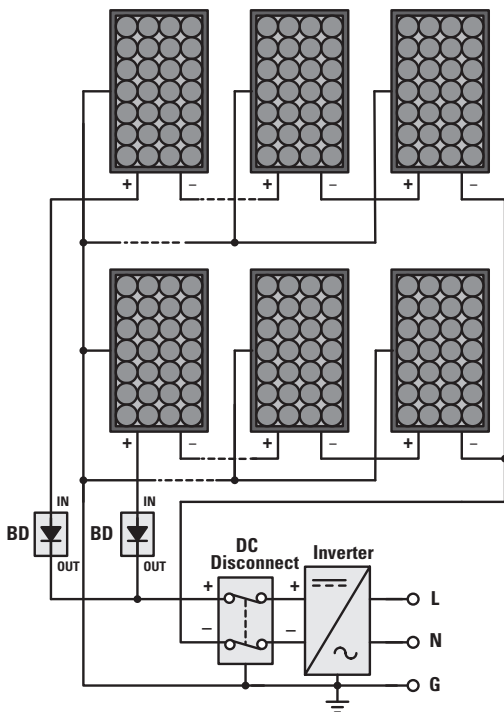 + – + – + –
+ – + – + –
IN IN
BD BD
OUT OUT
DC
Disconnect
Inverter
+ +
– –
L
N
G